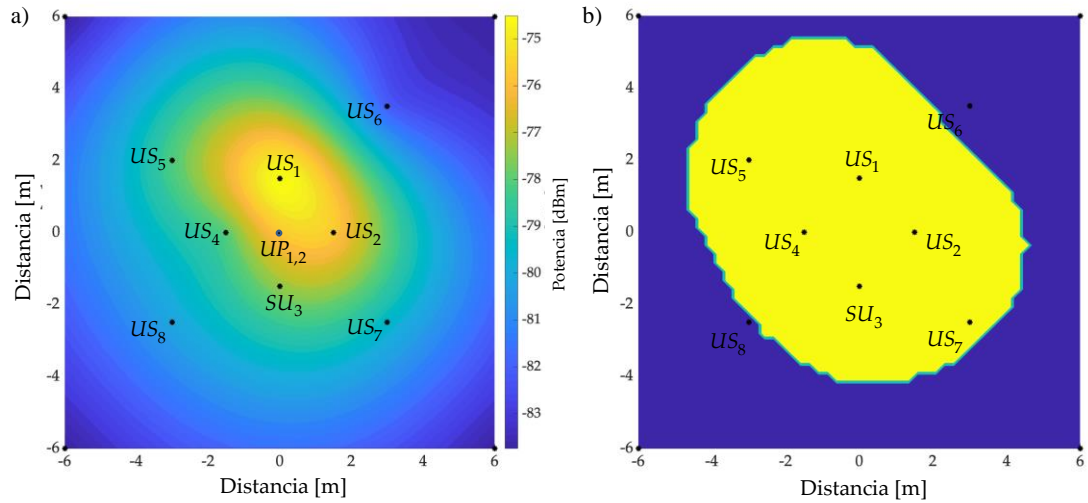 a)
6
4
2
0
-2
-4
-6
Distancia [m]
-6
-4
-2
0
2
4
6
Distancia [m]
US6
US1
US5
US4
US2
UP1,2
SU3
US8
US7
-75
-76
-77
-78
-79
-80
-81
-82
-83
Potencia [dBm]
b)
6
4
2
0
-2
-4
-6
Distancia [m]
-6
-4
-2
0
2
4
6
Distancia [m]
US6
US1
US5
US4
US2
SU3
US8
US7